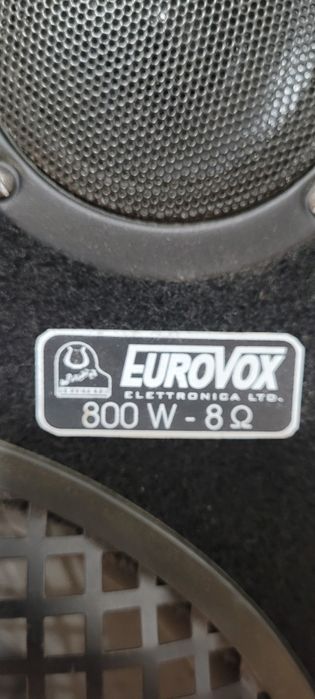 EUROVOX
ELETTRONICA LTD.
800 W - 8 Ω